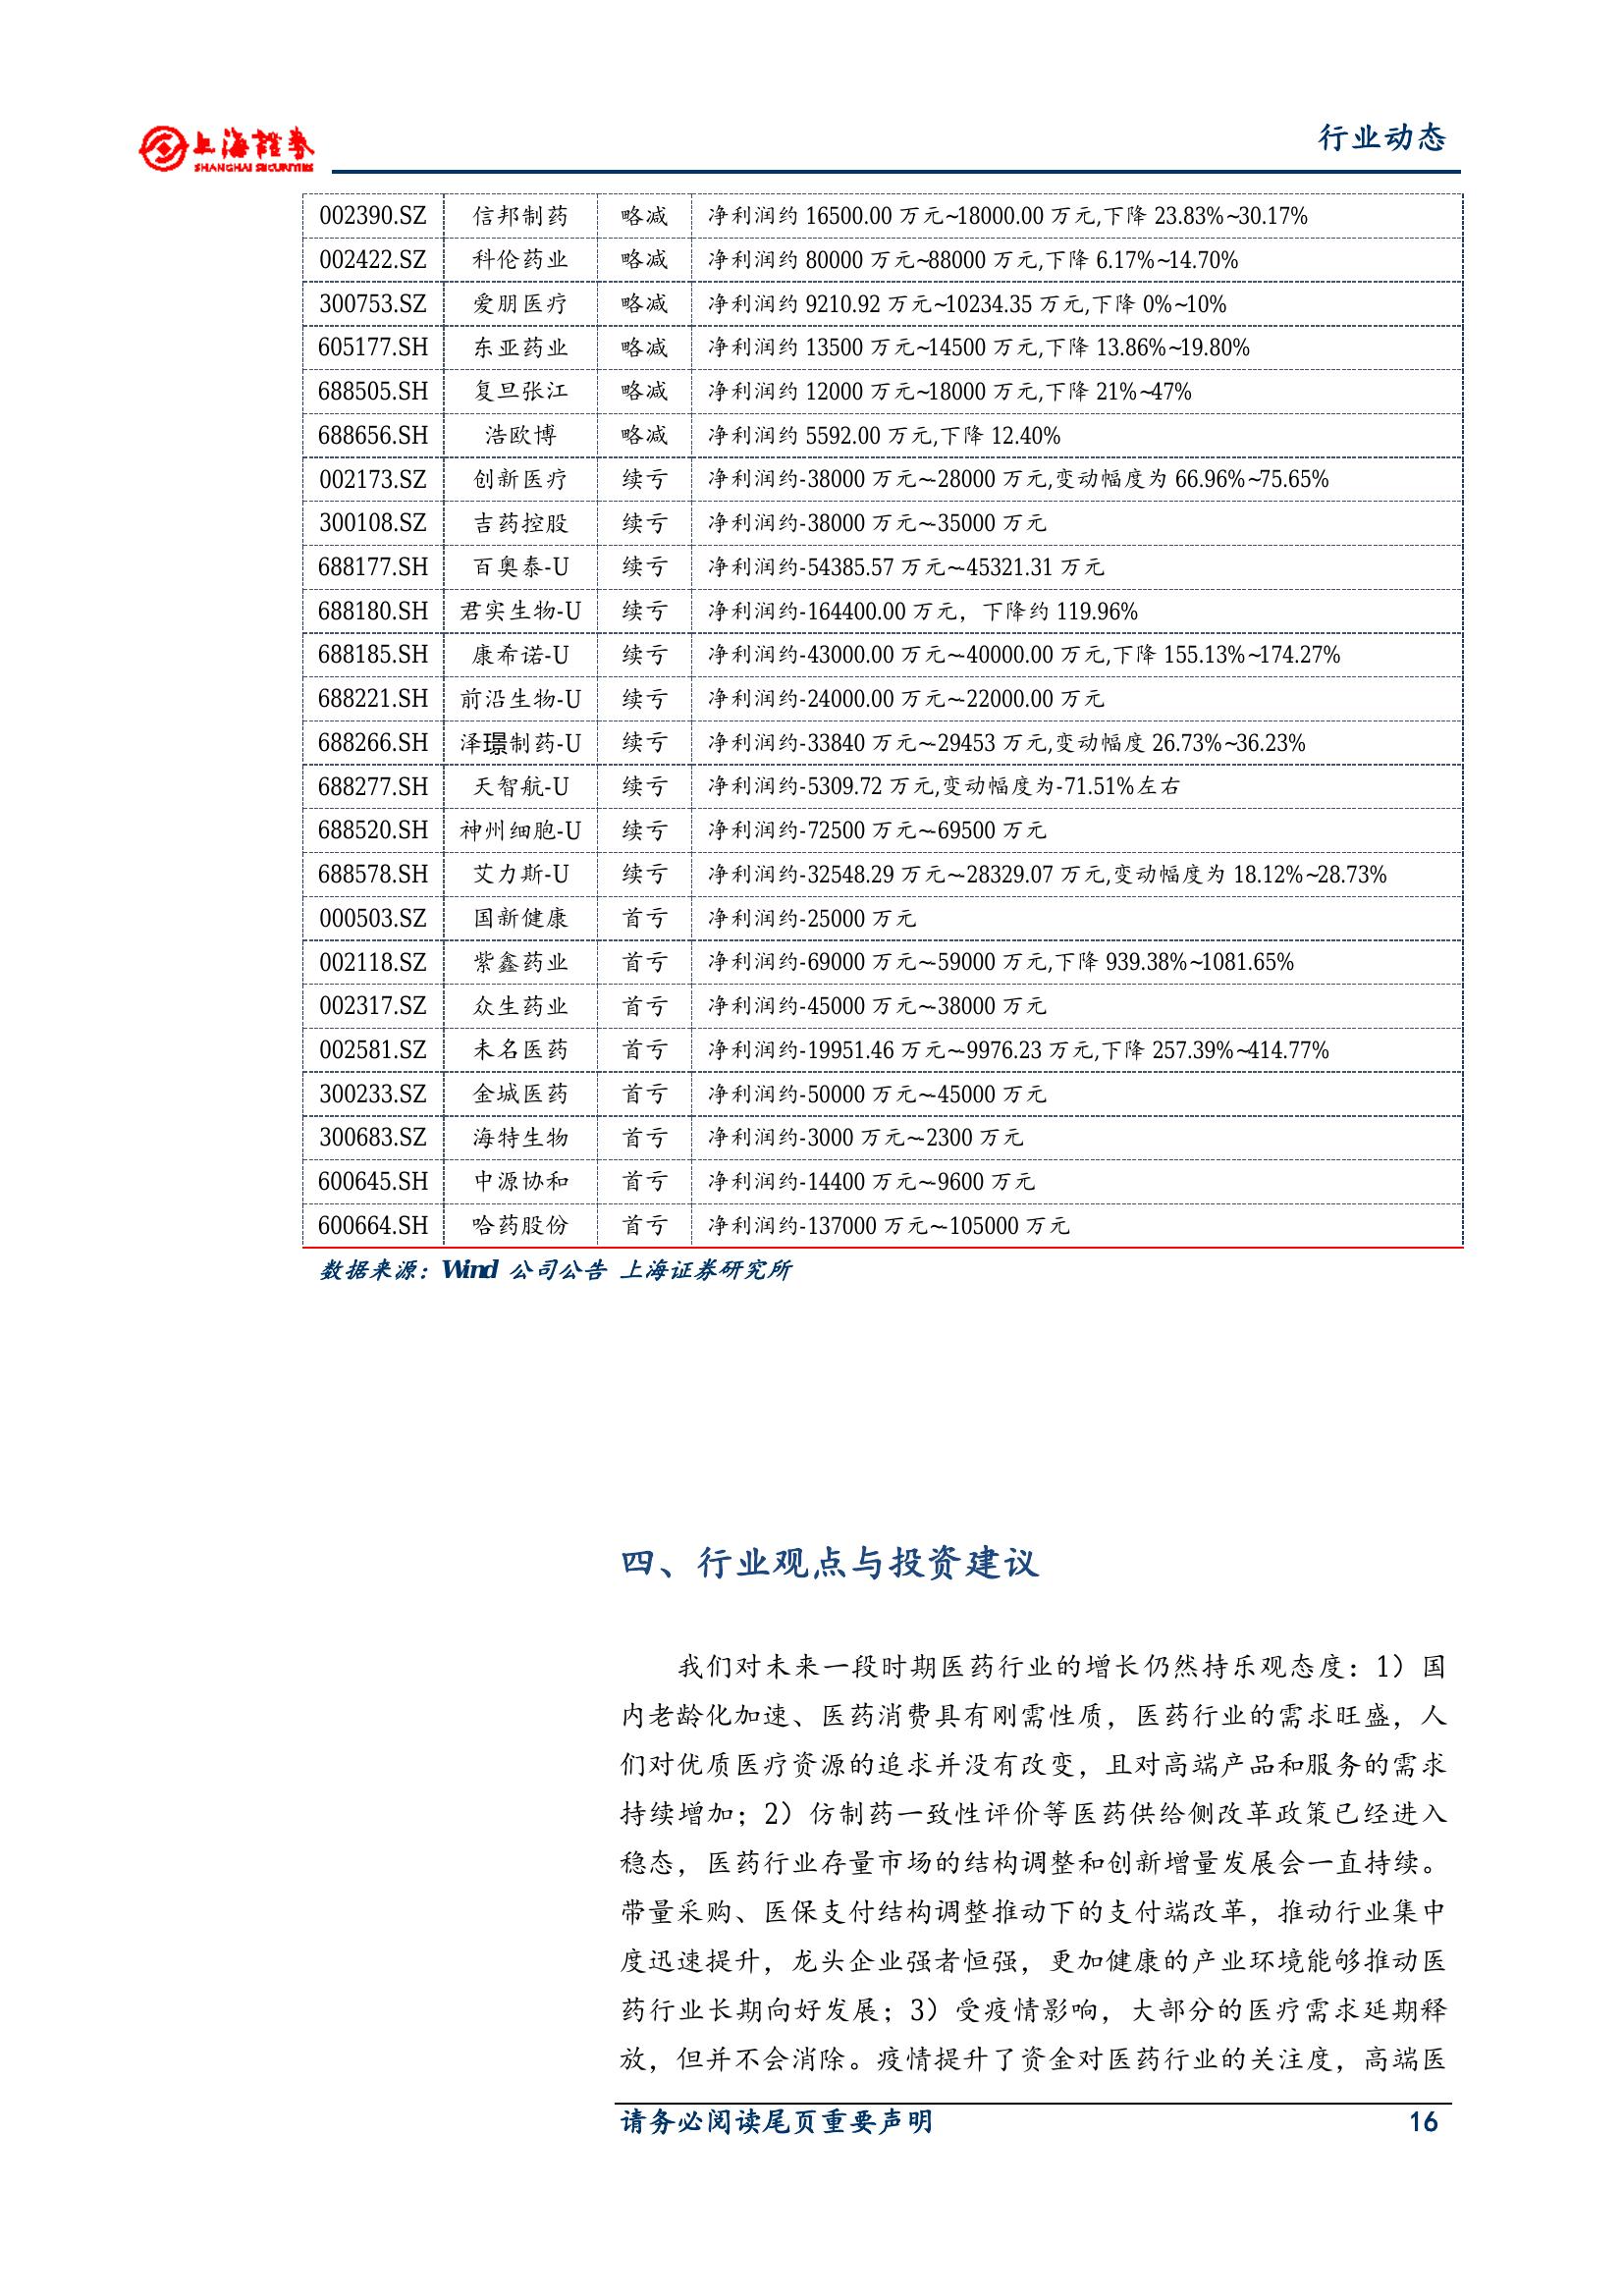 上海證券
SHANGHAI SECURITIES
行业动态
002390.SZ 信邦制药 略减 净利润约 16500.00 万元~18000.00 万元,下降 23.83%~30.17%
002422.SZ 科伦药业 略减 净利润约 80000 万元~88000 万元,下降 6.17%~14.70%
300753.SZ 爱朋医疗 略减 净利润约 9210.92 万元~10234.35 万元,下降 0%~10%
605177.SH 东亚药业 略减 净利润约 13500 万元~14500 万元,下降 13.86%~19.80%
688505.SH 复旦张江 略减 净利润约 12000 万元~18000 万元,下降 21%~47%
688656.SH 浩欧博 略减 净利润约 5592.00 万元,下降 12.40%
002173.SZ 创新医疗 续亏 净利润约-38000 万元~-28000 万元,变动幅度为 66.96%~75.65%
300108.SZ 吉药控股 续亏 净利润约-38000 万元~-35000 万元
688177.SH 百奥泰-U 续亏 净利润约-54385.57 万元~-45321.31 万元
688180.SH 君实生物-U 续亏 净利润约-164400.00 万元，下降约 119.96%
688185.SH 康希诺-U 续亏 净利润约-43000.00 万元~-40000.00 万元,下降 155.13%~174.27%
688221.SH 前沿生物-U 续亏 净利润约-24000.00 万元~-22000.00 万元
688266.SH 泽璟制药-U 续亏 净利润约-33840 万元~-29453 万元,变动幅度 26.73%~36.23%
688277.SH 天智航-U 续亏 净利润约-5309.72 万元,变动幅度为-71.51%左右
688520.SH 神州细胞-U 续亏 净利润约-72500 万元~-69500 万元
688578.SH 艾力斯-U 续亏 净利润约-32548.29 万元~-28329.07 万元,变动幅度为 18.12%~28.73%
000503.SZ 国新健康 首亏 净利润约-25000 万元
002118.SZ 紫鑫药业 首亏 净利润约-69000 万元~-59000 万元,下降 939.38%~1081.65%
002317.SZ 众生药业 首亏 净利润约-45000 万元~-38000 万元
002581.SZ 未名医药 首亏 净利润约-19951.46 万元~-9976.23 万元,下降 257.39%~414.77%
300233.SZ 金城医药 首亏 净利润约-50000 万元~-45000 万元
300683.SZ 海特生物 首亏 净利润约-3000 万元~-2300 万元
600645.SH 中源协和 首亏 净利润约-14400 万元~-9600 万元
600664.SH 哈药股份 首亏 净利润约-137000 万元~-105000 万元
数据来源：Wind 公司公告 上海证券研究所
四、行业观点与投资建议
我们对未来一段时期医药行业的增长仍然持乐观态度：1）国
内老龄化加速、医药消费具有刚需性质，医药行业的需求旺盛，人
们对优质医疗资源的追求并没有改变，且对高端产品和服务的需求
持续增加；2）仿制药一致性评价等医药供给侧改革政策已经进入
稳态，医药行业存量市场的结构调整和创新增量发展会一直持续。
带量采购、医保支付结构调整推动下的支付端改革，推动行业集中
度迅速提升，龙头企业强者恒强，更加健康的产业环境能够推动医
药行业长期向好发展；3）受疫情影响，大部分的医疗需求延期释
放，但并不会消除。疫情提升了资金对医药行业的关注度，高端医
请务必阅读尾页重要声明 16